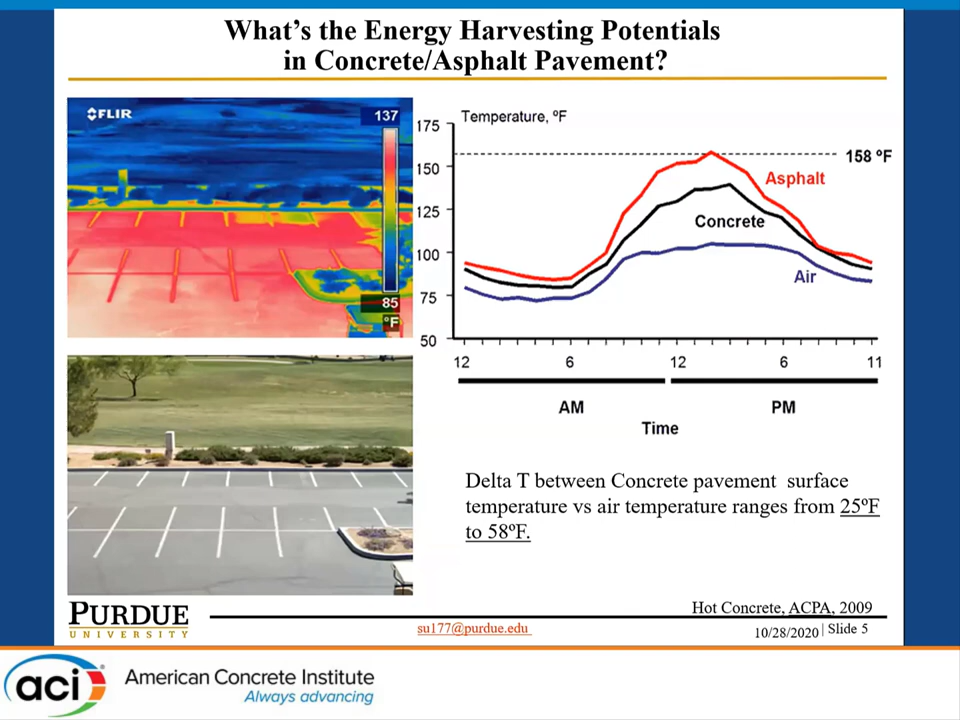 What's the Energy Harvesting Potentials
in Concrete/Asphalt Pavement?
FLIR
137
85
°F
Temperature, ºF
175
150
125
100
75
50
158 ºF
Asphalt
Concrete
Air
12
6
12
6
11
AM
PM
Time
Delta T between Concrete pavement surface
temperature vs air temperature ranges from 25ºF
to 58ºF.
Hot Concrete, ACPA, 2009
PURDUE
UNIVERSITY
su177@purdue.edu
10/28/2020 | Slide 5
aci
American Concrete Institute
Always advancing